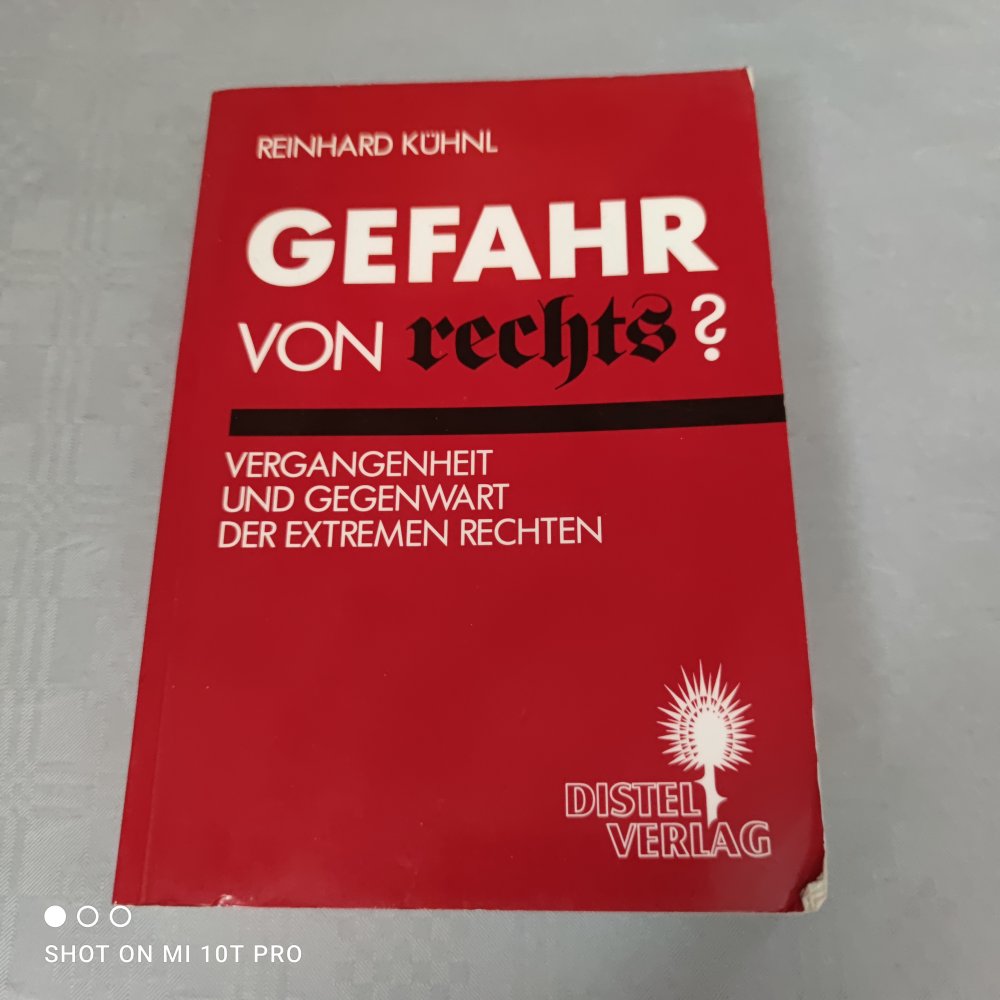 REINHARD KÜHNL
GEFAHR
VON rechts?
VERGANGENHEIT
UND GEGENWART
DER EXTREMEN RECHTEN
DISTEL
VERLAG
SHOT ON MI 10T PRO